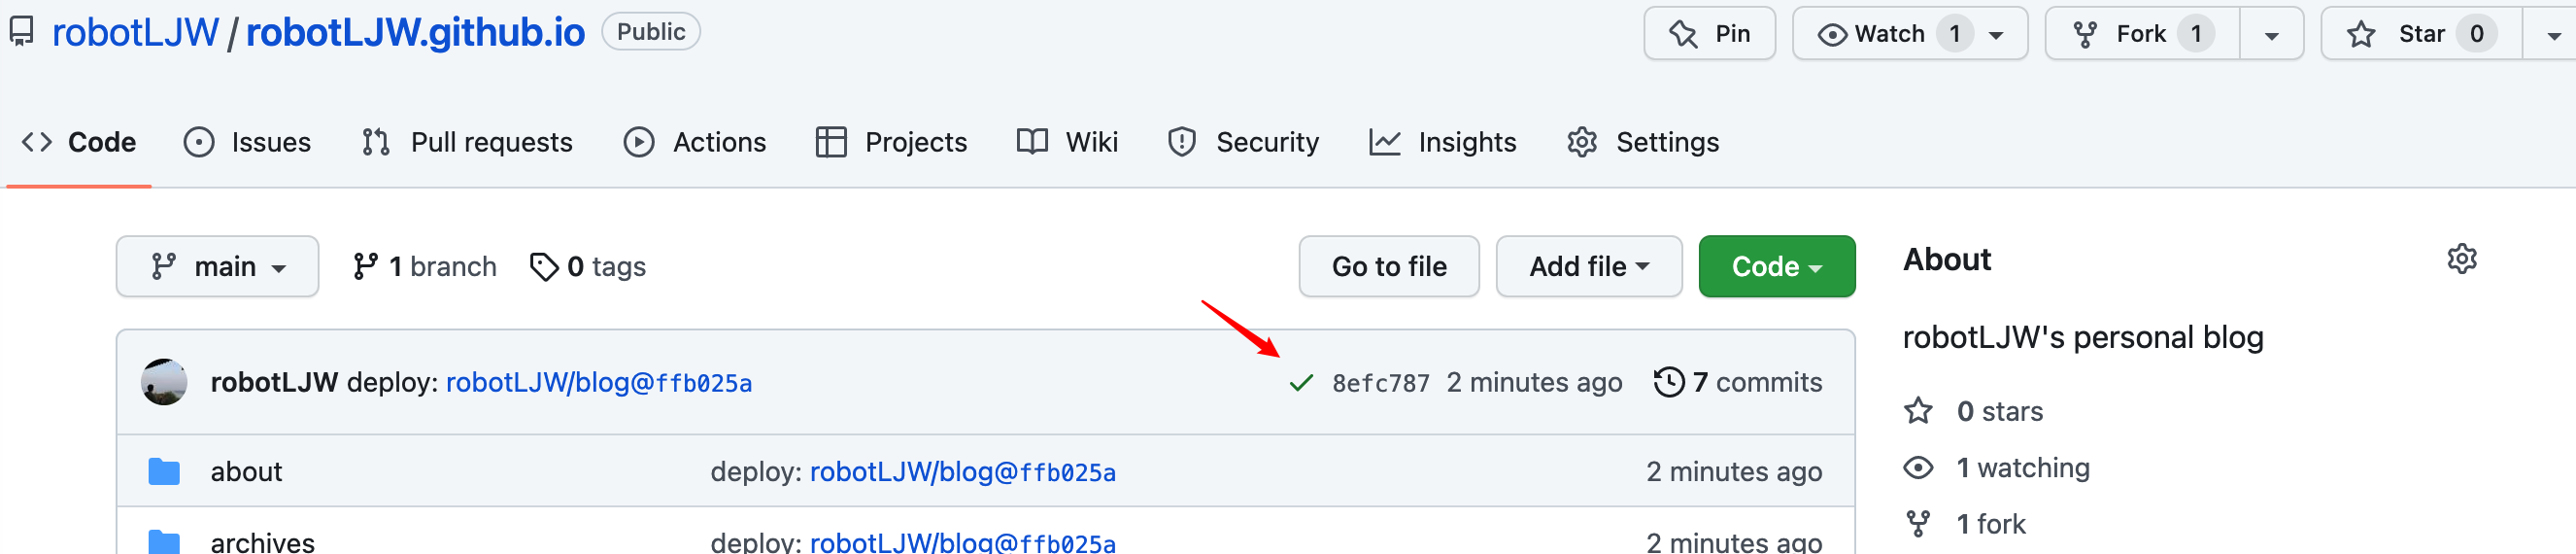 robotLJW / robotLJW.github.io Public Pin Watch 1 Fork 1 Star 0
Code Issues Pull requests Actions Projects Wiki Security Insights Settings
main 1 branch 0 tags Go to file Add file Code
About
robotLJW's personal blog
robotLJW deploy: robotLJW/blog@ffb025a 8efc787 2 minutes ago 7 commits
0 stars
about deploy: robotLJW/blog@ffb025a 2 minutes ago
1 watching
1 fork
archives deploy: robotLJW/blog@ffb025a 2 minutes ago